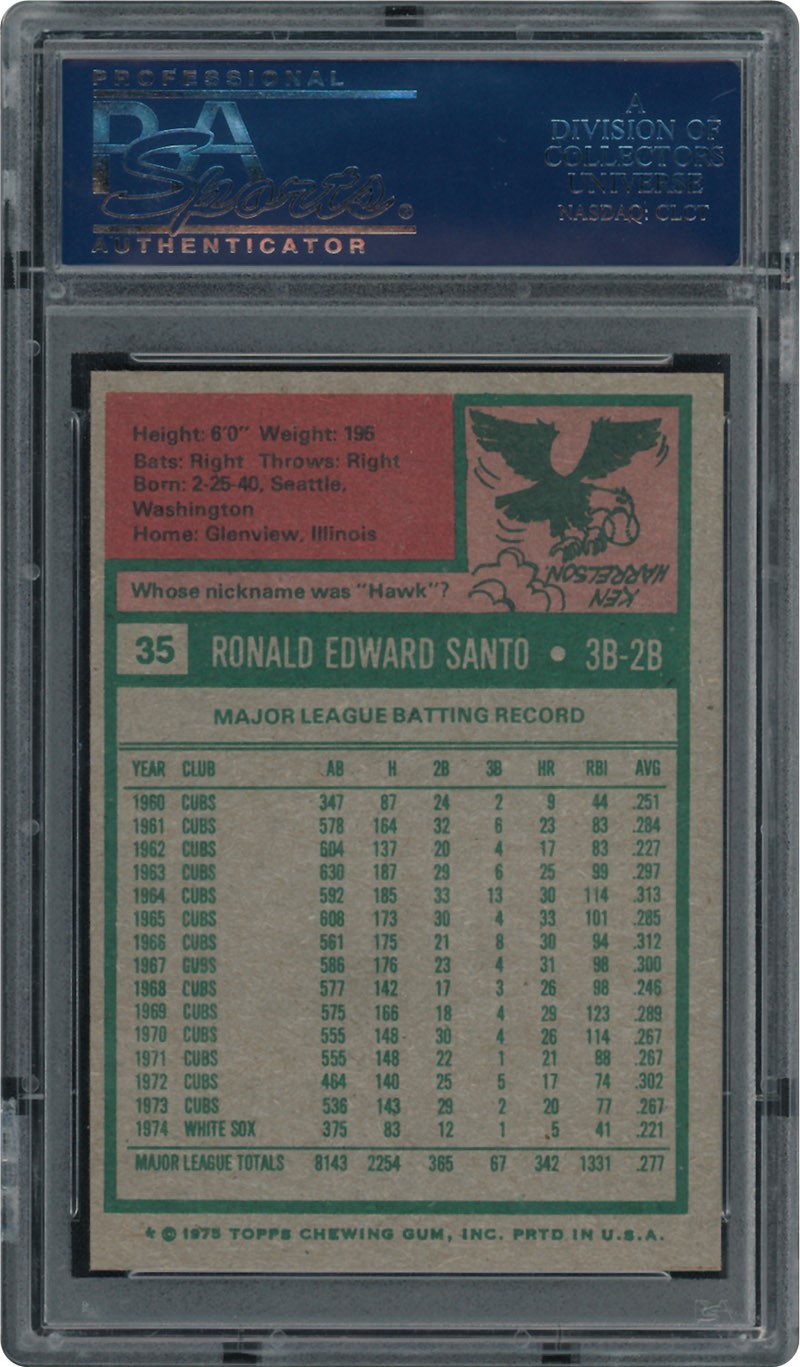 PROFESSIONAL
PSA
Sports
AUTHENTICATOR
A
DIVISION OF
COLLECTORS
UNIVERSE
NASDAQ: CLCT
Height: 6'0" Weight: 195
Bats: Right Throws: Right
Born: 2-25-40, Seattle,
Washington
Home: Glenview, Illinois
KEN
HARRELSON
Whose nickname was "Hawk"?
35 RONALD EDWARD SANTO • 3B-2B
MAJOR LEAGUE BATTING RECORD
YEAR CLUB AB H 2B 3B HR RBI AVG
1960 CUBS 347 87 24 2 9 44 .251
1961 CUBS 578 164 32 6 23 83 .284
1962 CUBS 604 137 20 4 17 83 .227
1963 CUBS 630 187 29 6 25 99 .297
1964 CUBS 592 185 33 13 30 114 .313
1965 CUBS 608 173 30 4 33 101 .285
1966 CUBS 561 175 21 8 30 94 .312
1967 CUBS 586 176 23 4 31 98 .300
1968 CUBS 577 142 17 3 26 98 .246
1969 CUBS 575 166 18 4 29 123 .289
1970 CUBS 555 148 30 4 26 114 .267
1971 CUBS 555 148 22 1 21 88 .267
1972 CUBS 464 140 25 5 17 74 .302
1973 CUBS 536 143 29 2 20 77 .267
1974 WHITE SOX 375 83 12 1 5 41 .221
MAJOR LEAGUE TOTALS 8143 2254 365 67 342 1331 .277
* © 1975 TOPPS CHEWING GUM, INC. PRTD IN U.S.A.
PSA